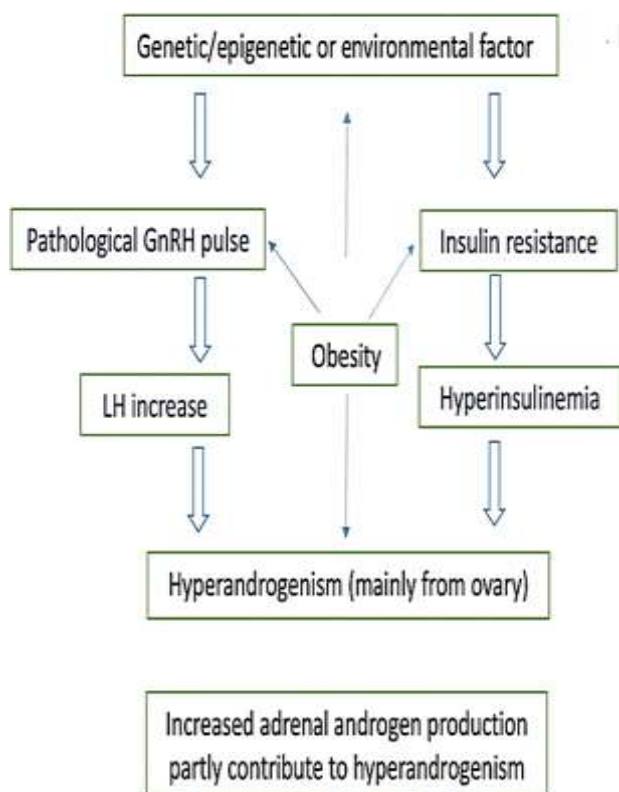 Genetic/epigenetic or environmental factor
Pathological GnRH pulse
Insulin resistance
Obesity
LH increase
Hyperinsulinemia
Hyperandrogenism (mainly from ovary)
Increased adrenal androgen production
partly contribute to hyperandrogenism